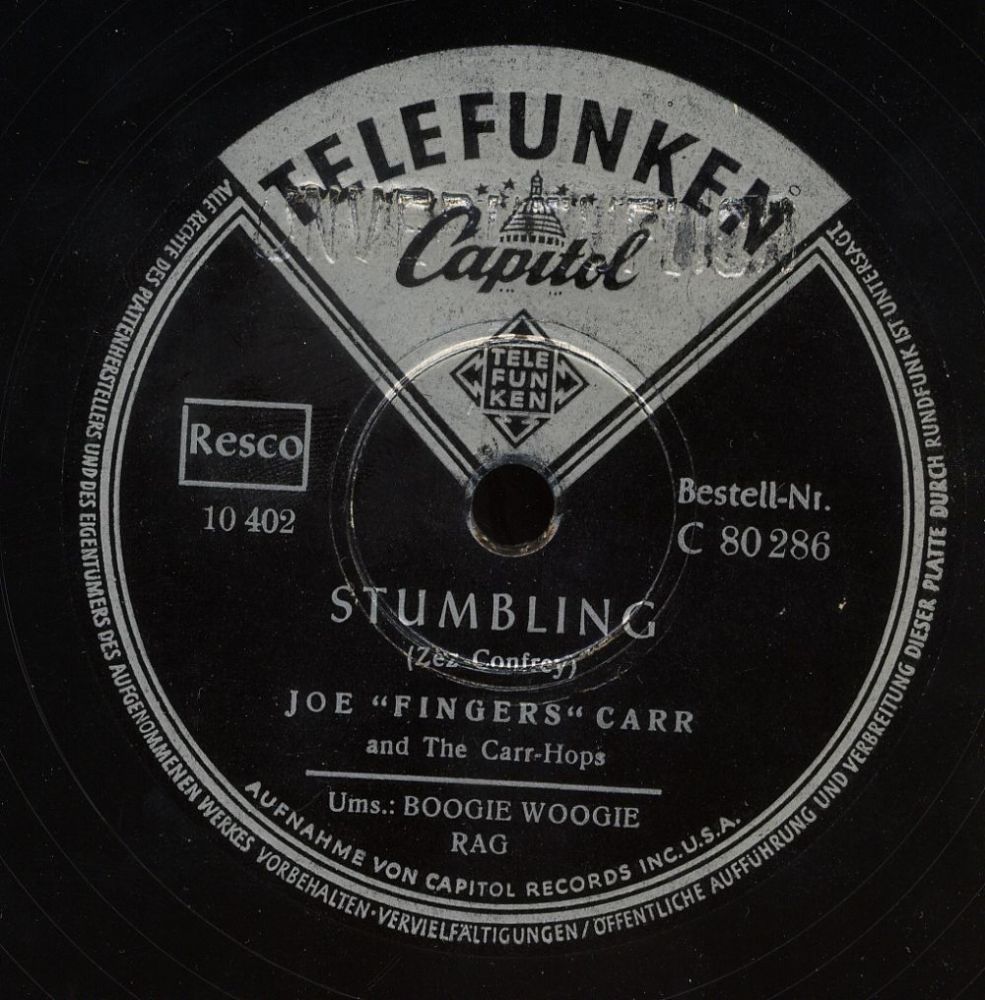 TELEFUNKEN
Capitol
TELE
FUN
KEN
Resco
10 402
Bestell-Nr.
C 80 286
STUMBLING
(Zez Confrey)
JOE "FINGERS“ CARR
and The Carr-Hops
Ums.: BOOGIE WOOGIE
RAG
AUFNAHME VON CAPITOL RECORDS INC. U.S.A.
ALLE RECHTE DES PLATTENHERSTELLERS UND DES EIGENTUMERS DES AUFGENOMMENEN WERKES VORBEHALTEN · VERVIELFÄLTIGUNGEN / ÖFFENTLICHE AUFFÜHRUNG UND VERBREITUNG DIESER PLATTE DURCH RUNDFUNK IST UNTERSAGT